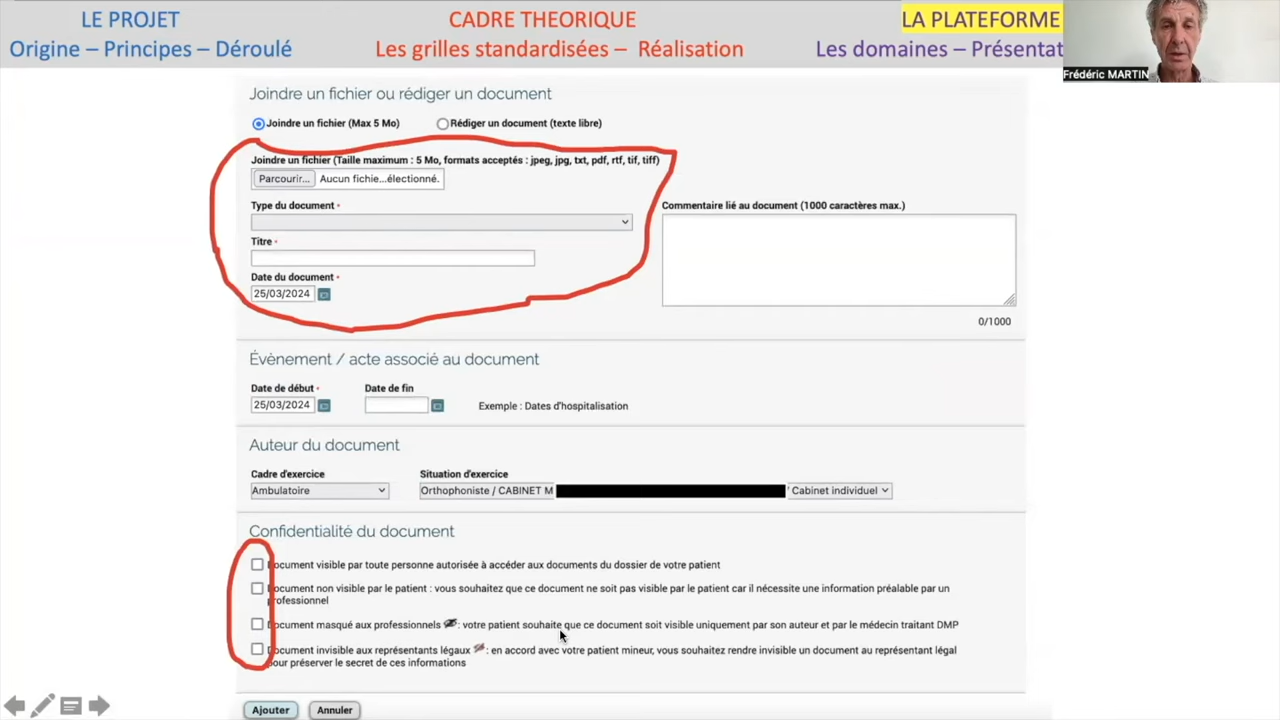 LE PROJET
Origine – Principes – Déroulé
CADRE THEORIQUE
Les grilles standardisées – Réalisation
LA PLATEFORME
Les domaines – Présentat
Frédéric MARTIN
Joindre un fichier ou rédiger un document
Joindre un fichier (Max 5 Mo)
Rédiger un document (texte libre)
Joindre un fichier (Taille maximum : 5 Mo, formats acceptés : jpeg, jpg, txt, pdf, rtf, tif, tiff)
Parcourir... Aucun fichie...électionné.
Type du document *
Titre *
Date du document *
25/03/2024
Commentaire lié au document (1000 caractères max.)
0/1000
Évènement / acte associé au document
Date de début *
Date de fin
25/03/2024
Exemple : Dates d'hospitalisation
Auteur du document
Cadre d'exercice
Situation d'exercice
Ambulatoire
Orthophoniste / CABINET M
' Cabinet individuel
Confidentialité du document
Document visible par toute personne autorisée à accéder aux documents du dossier de votre patient
Document non visible par le patient : vous souhaitez que ce document ne soit pas visible par le patient car il nécessite une information préalable par un
professionnel
Document masqué aux professionnels : votre patient souhaite que ce document soit visible uniquement par son auteur et par le médecin traitant DMP
Document invisible aux représentants légaux : en accord avec votre patient mineur, vous souhaitez rendre invisible un document au représentant légal
pour préserver le secret de ces informations
Ajouter
Annuler